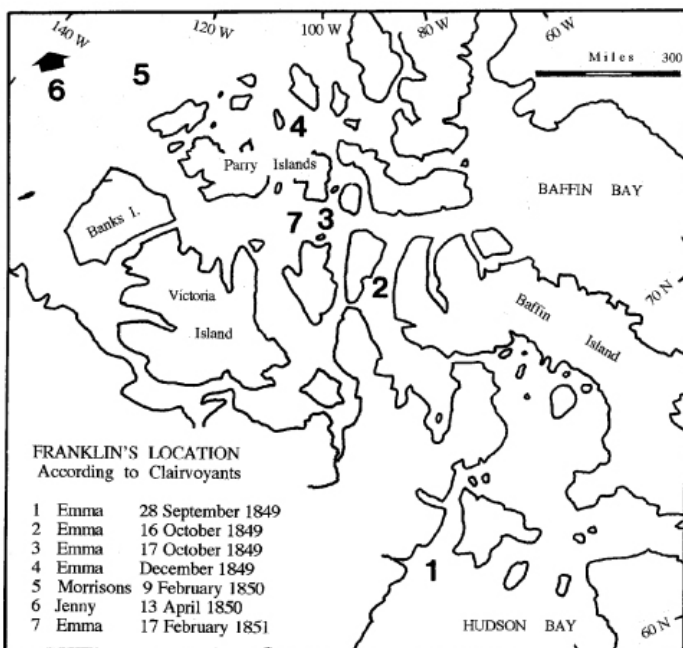 140 W
120 W
100 W
80 W
60 W
Miles 300
6
5
4
Parry Islands
BAFFIN BAY
Banks I.
7
3
2
70 N
Victoria
Island
Baffin
Island
FRANKLIN'S LOCATION
According to Clairvoyants
1 Emma 28 September 1849
2 Emma 16 October 1849
3 Emma 17 October 1849
4 Emma December 1849
5 Morrisons 9 February 1850
6 Jenny 13 April 1850
7 Emma 17 February 1851
1
60 N
HUDSON BAY